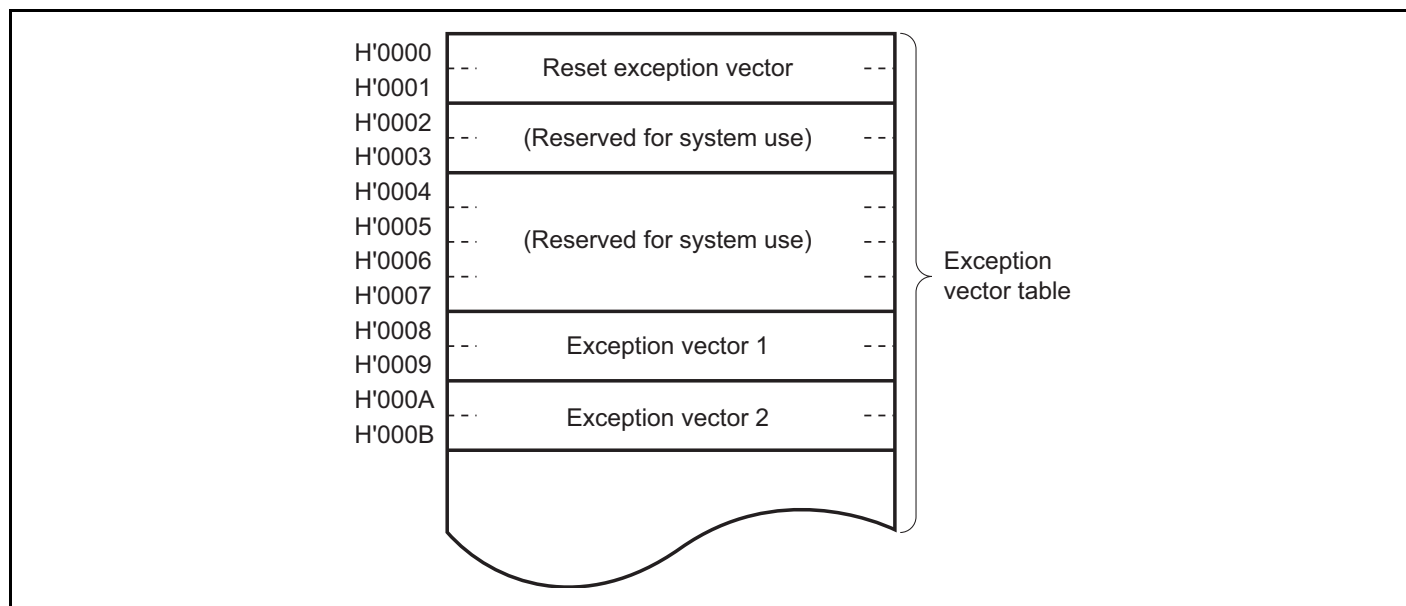 H'0000
Reset exception vector
H'0001
H'0002
(Reserved for system use)
H'0003
H'0004
H'0005
(Reserved for system use)
H'0006
H'0007
H'0008
Exception vector 1
H'0009
H'000A
Exception vector 2
H'000B
Exception
vector table